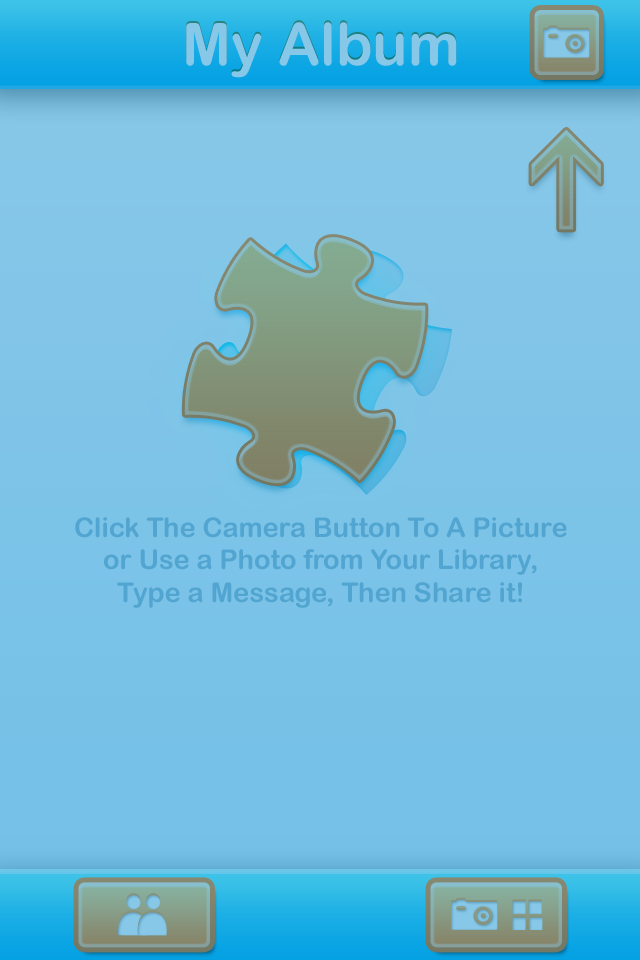 My Album
Click The Camera Button To A Picture
or Use a Photo from Your Library,
Type a Message, Then Share it!